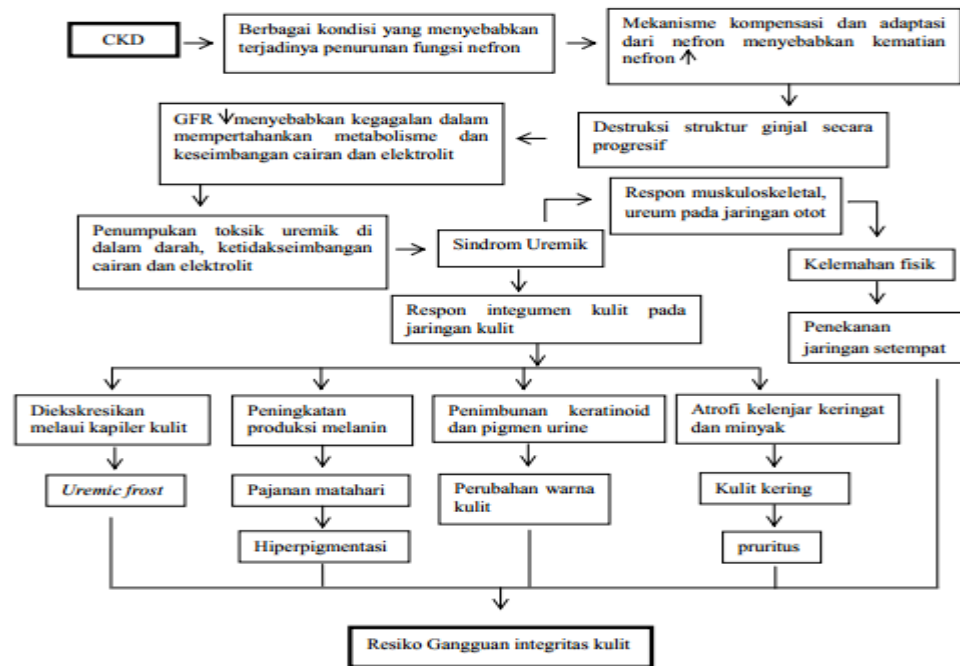 CKD
Berbagai kondisi yang menyebabkan
terjadinya penurunan fungsi nefron
Mekanisme kompensasi dan adaptasi
dari nefron menyebabkan kematian
nefron ↑
GFR ↓ menyebabkan kegagalan dalam
mempertahankan metabolisme dan
keseimbangan cairan dan elektrolit
Destruksi struktur ginjal secara
progresif
Respon muskuloskeletal,
ureum pada jaringan otot
Penumpukan toksik uremik di
dalam darah, ketidakseimbangan
cairan dan elektrolit
Sindrom Uremik
Kelemahan fisik
Respon integumen kulit pada
jaringan kulit
Penekanan
jaringan setempat
Diekskresikan
melaui kapiler kulit
Peningkatan
produksi melanin
Penimbunan keratinoid
dan pigmen urine
Atrofi kelenjar keringat
dan minyak
Uremic frost
Pajanan matahari
Perubahan warna
kulit
Kulit kering
Hiperpigmentasi
pruritus
Resiko Gangguan integritas kulit